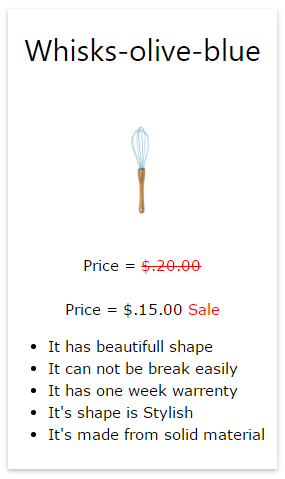 Whisks-olive-blue
Price = $.20.00
Price = $.15.00 Sale
It has beautifull shape
It can not be break easily
It has one week warrenty
It's shape is Stylish
It's made from solid material